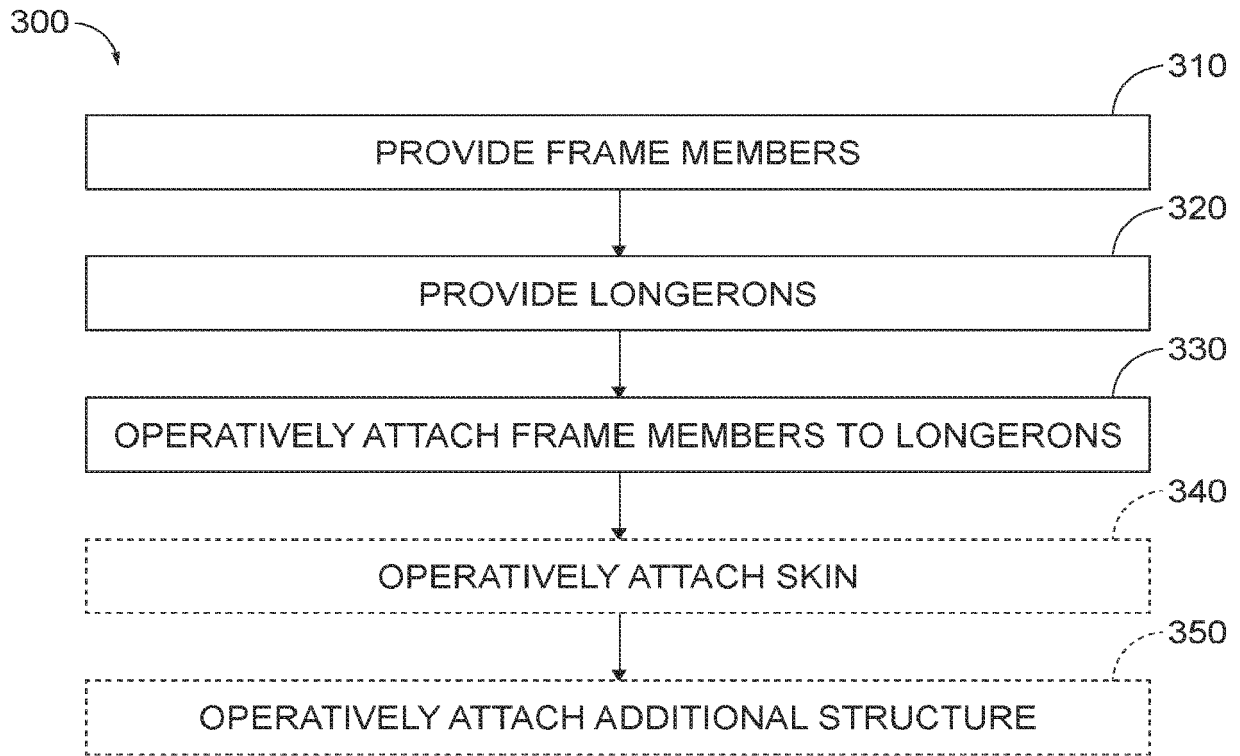 300
310
PROVIDE FRAME MEMBERS
320
PROVIDE LONGERONS
330
OPERATIVELY ATTACH FRAME MEMBERS TO LONGERONS
340
OPERATIVELY ATTACH SKIN
350
OPERATIVELY ATTACH ADDITIONAL STRUCTURE